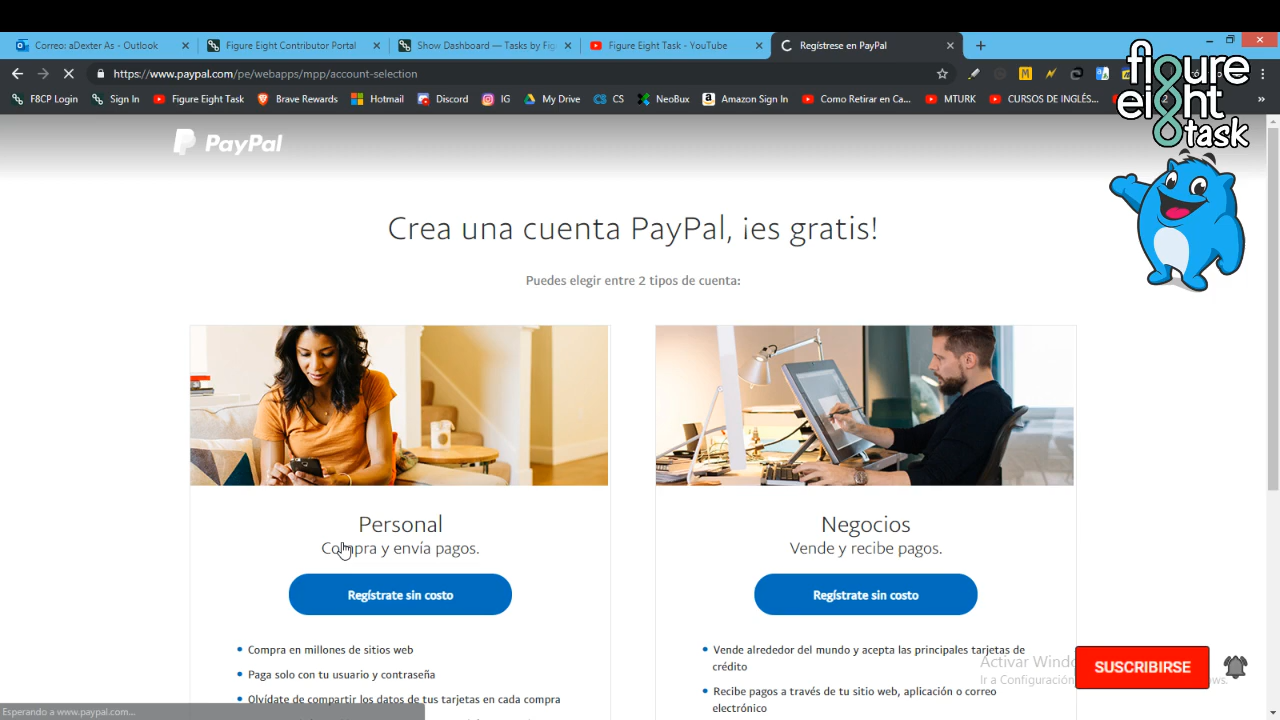 Correo: aDexter As - Outlook
Figure Eight Contributor Portal
Show Dashboard — Tasks by Fig
Figure Eight Task - YouTube
Regístrese en PayPal
https://www.paypal.com/pe/webapps/mpp/account-selection
F8CP Login
Sign In
Figure Eight Task
Brave Rewards
Hotmail
Discord
IG
My Drive
CS
NeoBux
Amazon Sign In
Como Retirar en Ca...
MTURK
CURSOS DE INGLÉS...
figure
eight
task
PayPal
Crea una cuenta PayPal, ¡es gratis!
Puedes elegir entre 2 tipos de cuenta:
Personal
Compra y envía pagos.
Regístrate sin costo
Compra en millones de sitios web
Paga solo con tu usuario y contraseña
Olvídate de compartir los datos de tus tarjetas en cada compra
Negocios
Vende y recibe pagos.
Regístrate sin costo
Vende alrededor del mundo y acepta las principales tarjetas de
crédito
Recibe pagos a través de tu sitio web, aplicación o correo
electrónico
Activar Windo
Ir a Configuración
SUSCRIBIRSE
Esperando a www.paypal.com...